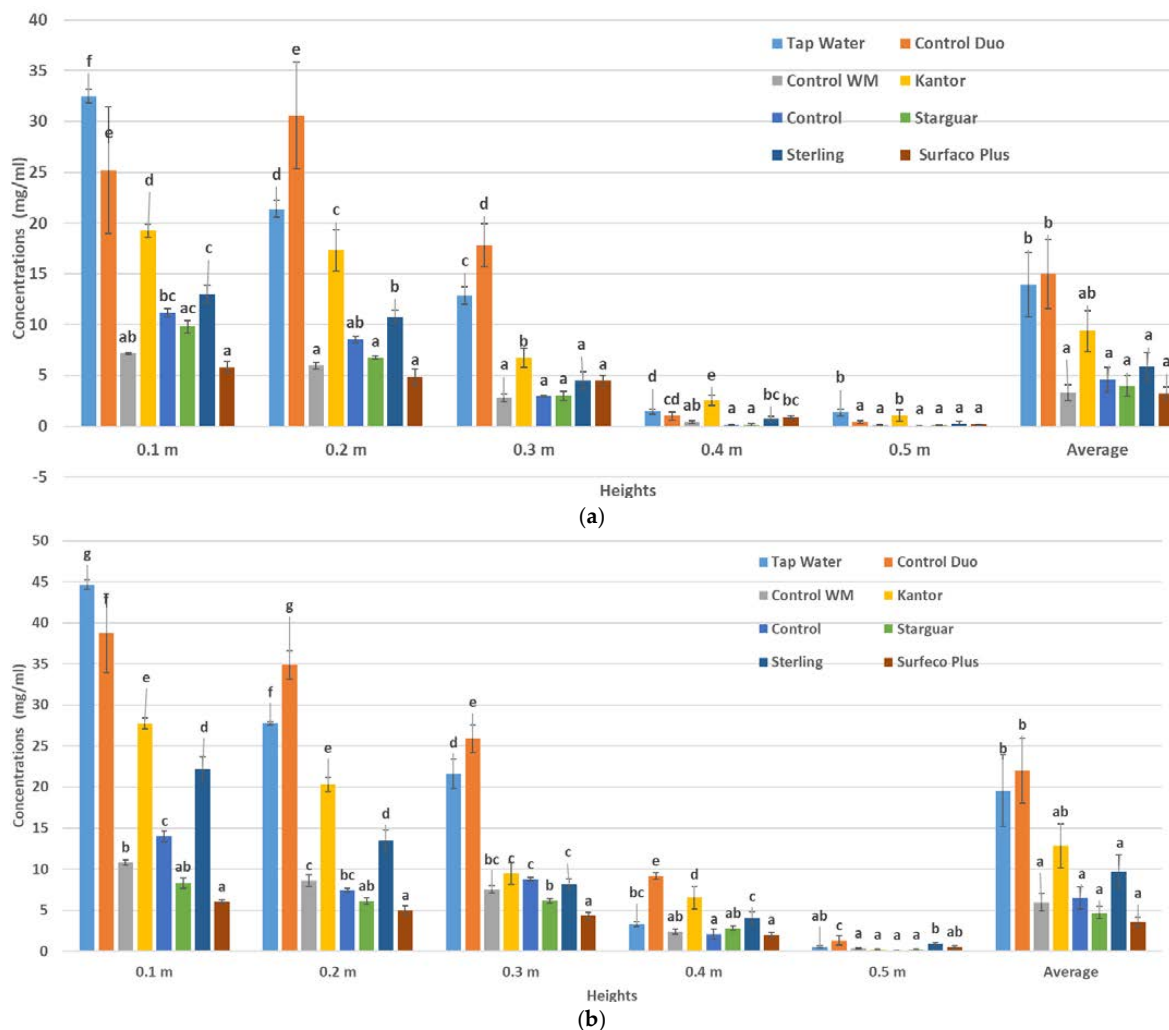 40
35
30
25
20
15
10
5
0
-5
Concentrations (mg/ml)
Tap Water Control Duo
Control WM Kantor
Control Starguar
Sterling Surfaco Plus
f e ab d bc ac c a
d e a c ab a b a
c d a b a a a a
d cd ab e a a bc bc
b a a b a a a a
b b a ab a a a a
0.1 m 0.2 m 0.3 m 0.4 m 0.5 m Average
Heights
(a)
50
45
40
35
30
25
20
15
10
5
0
Concentrations (mg/ml)
Tap Water Control Duo
Control WM Kantor
Control Starguar
Sterling Surfeco Plus
g f b e c ab d a
f g c e bc ab d a
d e bc c c b c a
bc e ab d a ab c a
ab c a a a a b ab
b b a ab a a a a
0.1 m 0.2 m 0.3 m 0.4 m 0.5 m Average
Heights
(b)